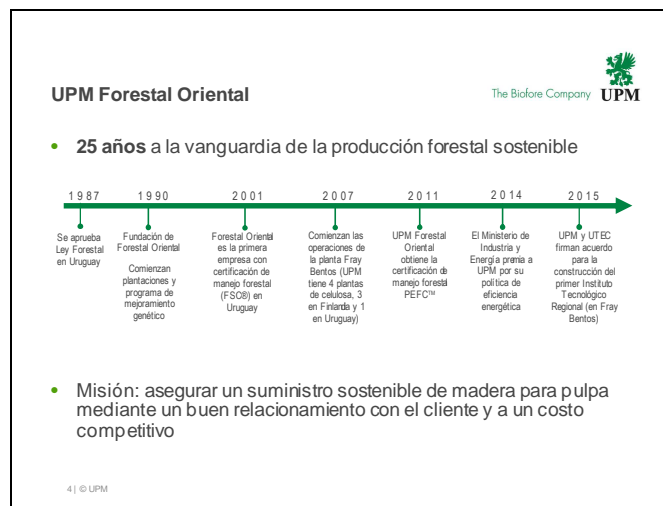 UPM Forestal Oriental
The Biofore Company UPM
• 25 años a la vanguardia de la producción forestal sostenible
1987 1990 2001 2007 2011 2014 2015
Se aprueba
Ley Forestal
en Uruguay
Fundación de
Forestal Oriental
Comienzan
plantaciones y
programa de
mejoramiento
genético
Forestal Oriental
es la primera
empresa con
certificación de
manejo forestal
(FSC®) en
Uruguay
Comienzan las
operaciones de
la planta Fray
Bentos (UPM
tiene 4 plantas
de celulosa, 3
en Finlandia y 1
en Uruguay)
UPM Forestal
Oriental
obtiene la
certificación de
manejo forestal
PEFC™
El Ministerio de
Industria y
Energía premia a
UPM por su
política de
eficiencia
energética
UPM y UTEC
firman acuerdo
para la
construcción del
primer Instituto
Tecnológico
Regional (en Fray
Bentos)
• Misión: asegurar un suministro sostenible de madera para pulpa
mediante un buen relacionamiento con el cliente y a un costo
competitivo
4 | © UPM